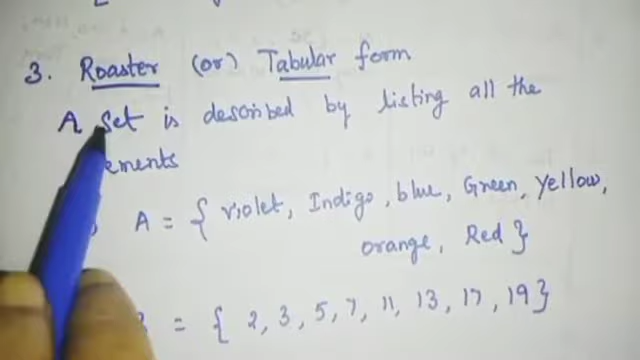 3. Roaster (or) Tabular form
A Set is described by listing all the
ements
A = { violet, Indigo, blue, Green, yellow,
orange, Red }
= { 2, 3, 5, 7, 11, 13, 17, 19 }